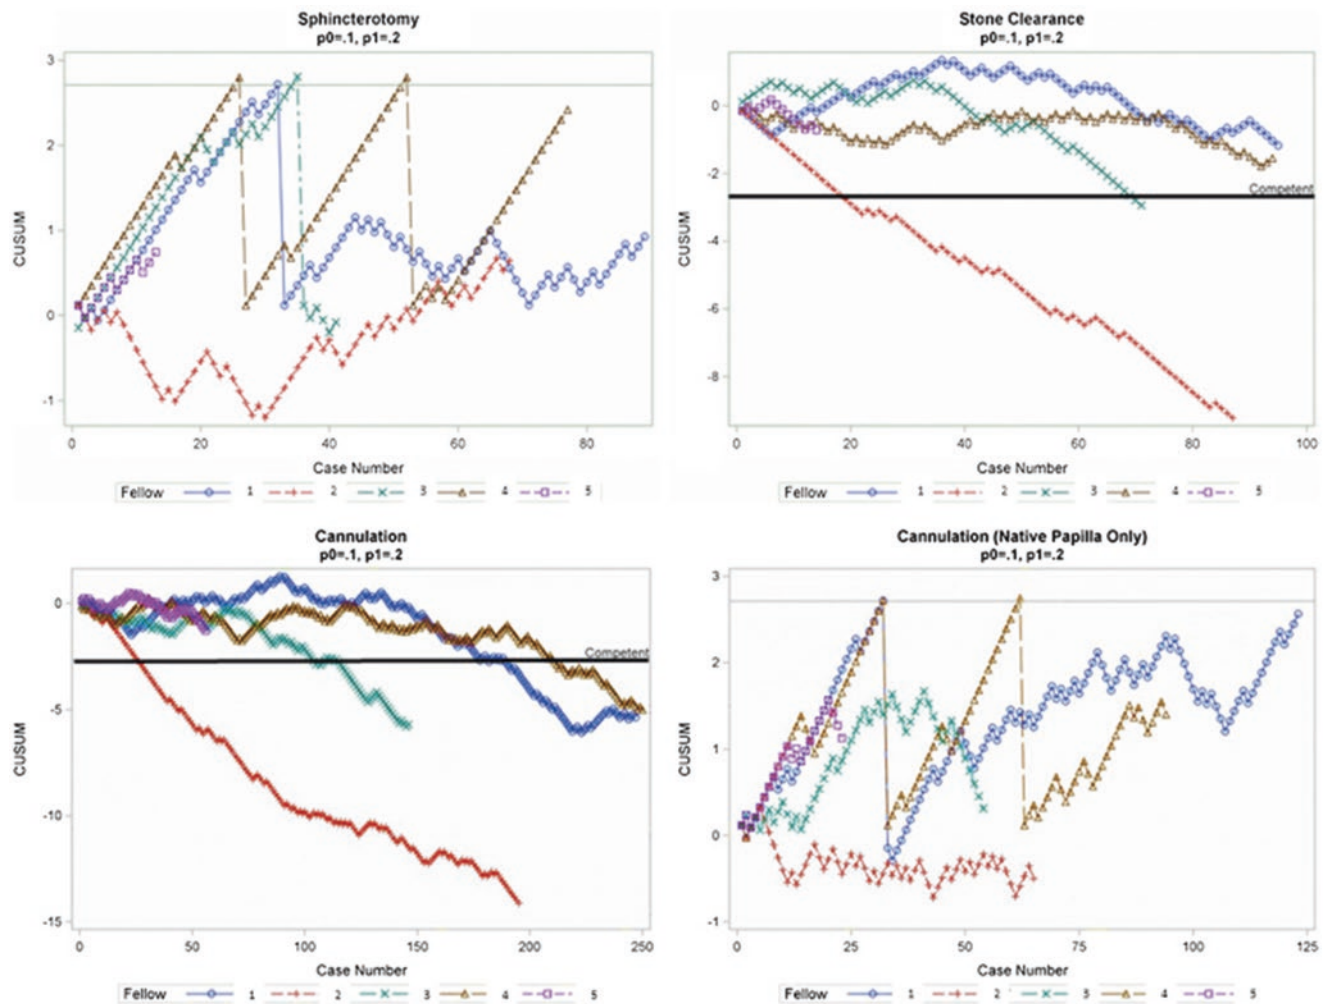 Sphincterotomy
p0=.1, p1=.2
3
2
1
0
-1
CUSUM
0 20 40 60 80
Case Number
Fellow 1 2 3 4 5
Stone Clearance
p0=.1, p1=.2
0
-2
-4
-6
-8
CUSUM
Competent
0 20 40 60 80 100
Case Number
Fellow 1 2 3 4 5
Cannulation
p0=.1, p1=.2
0
-5
-10
-15
CUSUM
Competent
0 50 100 150 200 250
Case Number
Fellow 1 2 3 4 5
Cannulation (Native Papilla Only)
p0=.1, p1=.2
3
2
1
0
-1
CUSUM
0 25 50 75 100 125
Case Number
Fellow 1 2 3 4 5